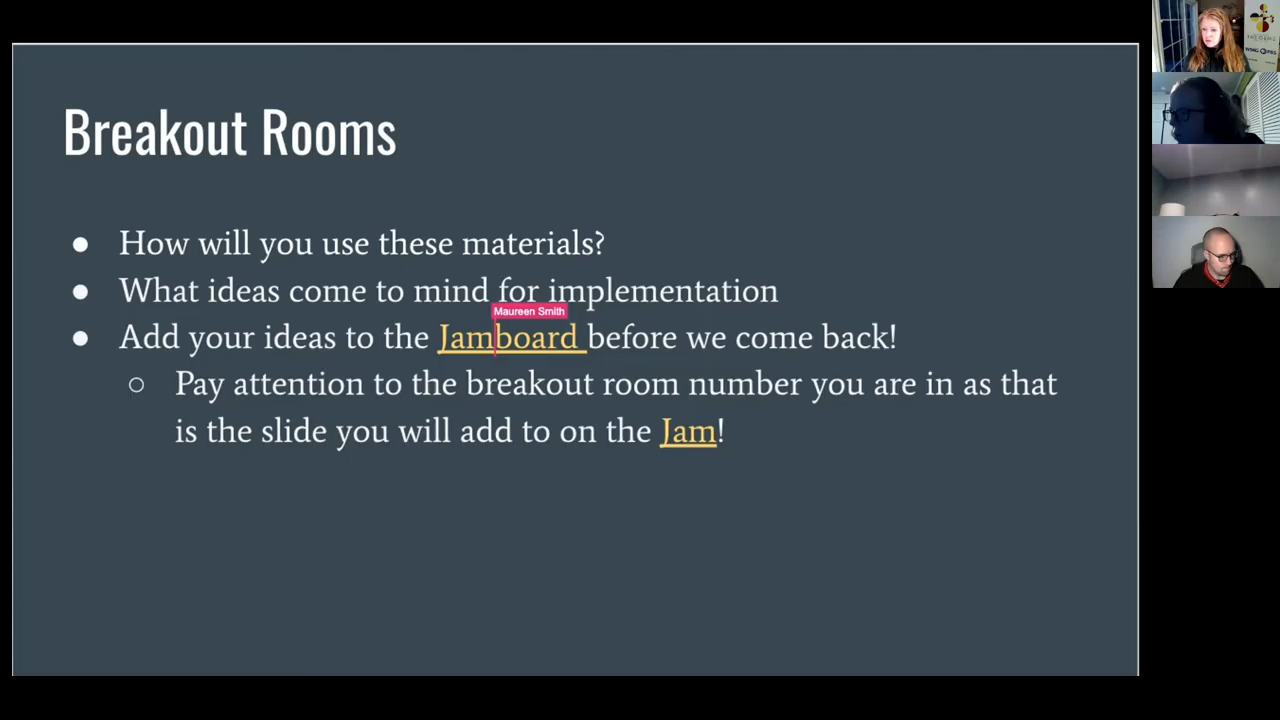 Breakout Rooms
How will you use these materials?
What ideas come to mind for implementation
Maureen Smith
Add your ideas to the Jamboard before we come back!
Pay attention to the breakout room number you are in as that
is the slide you will add to on the Jam!
PBS